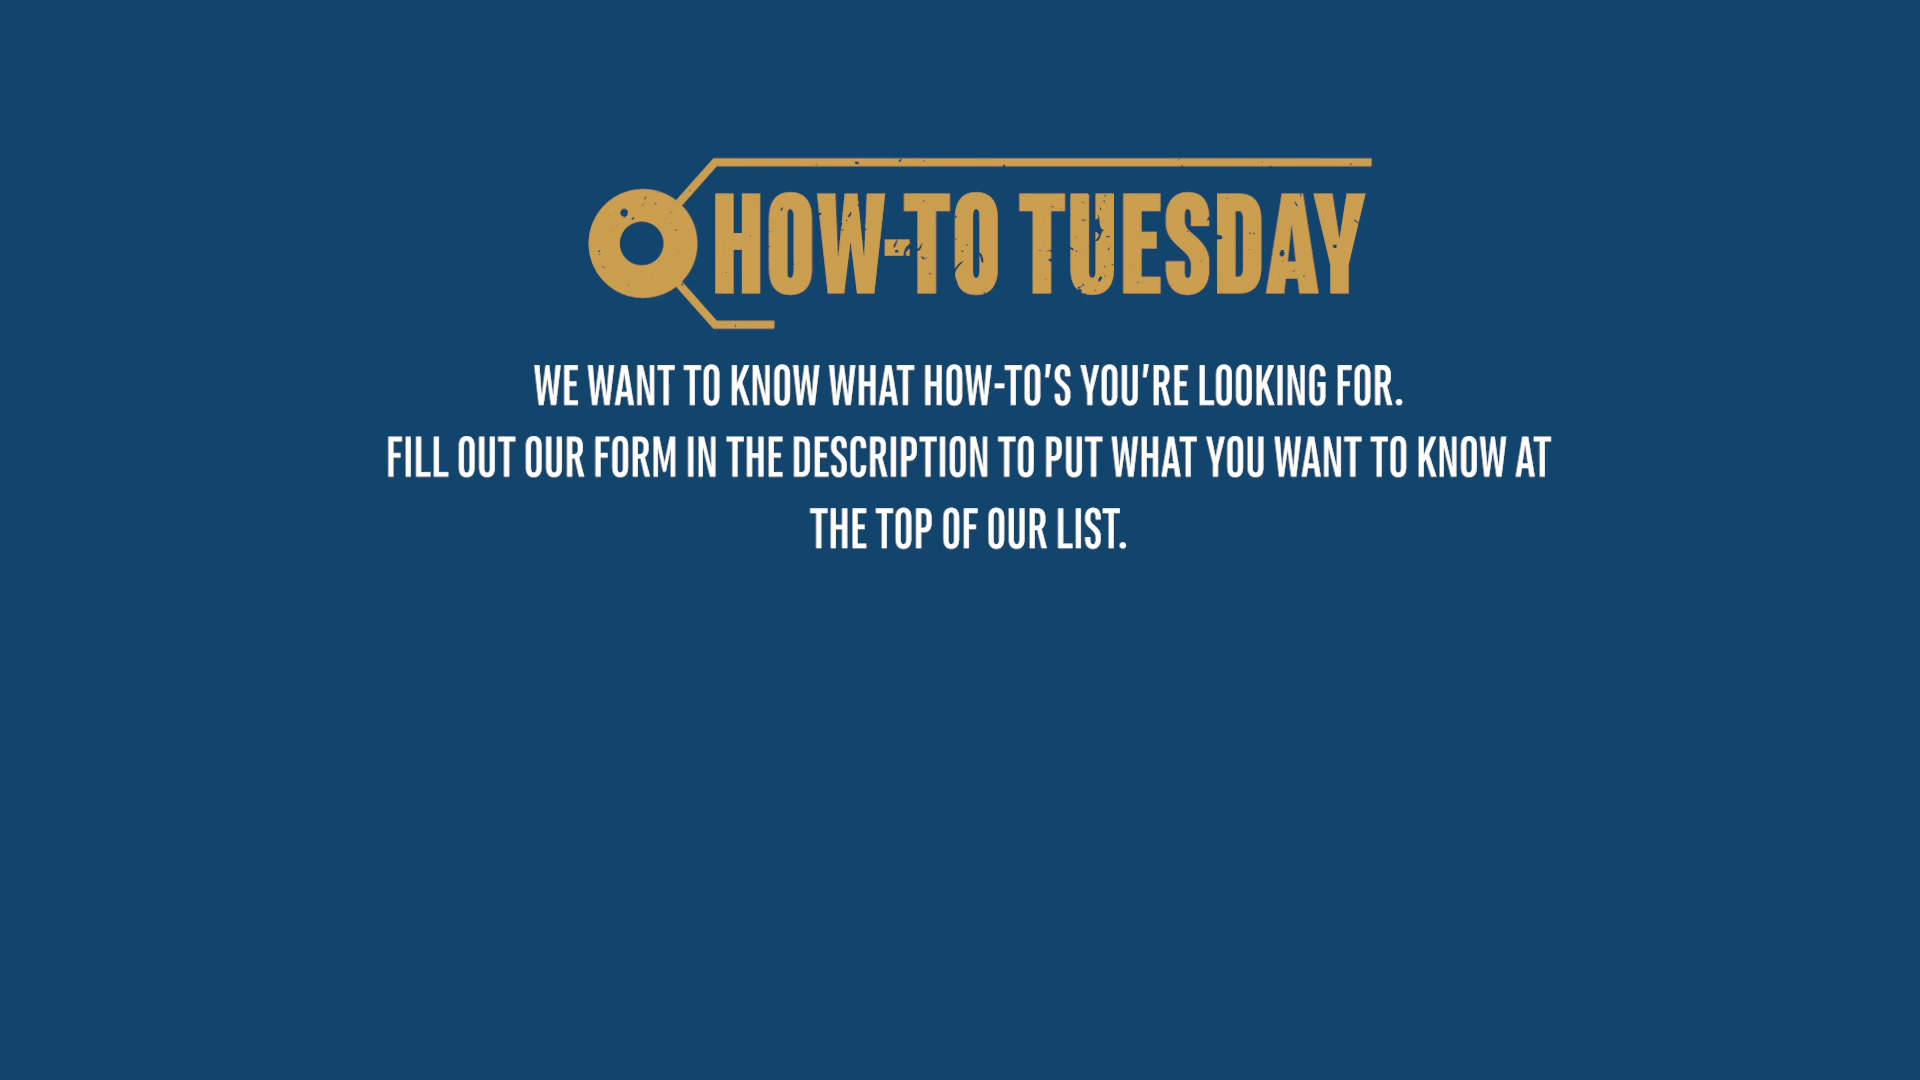 HOW-TO TUESDAY
WE WANT TO KNOW WHAT HOW-TO'S YOU'RE LOOKING FOR.
FILL OUT OUR FORM IN THE DESCRIPTION TO PUT WHAT YOU WANT TO KNOW AT
THE TOP OF OUR LIST.